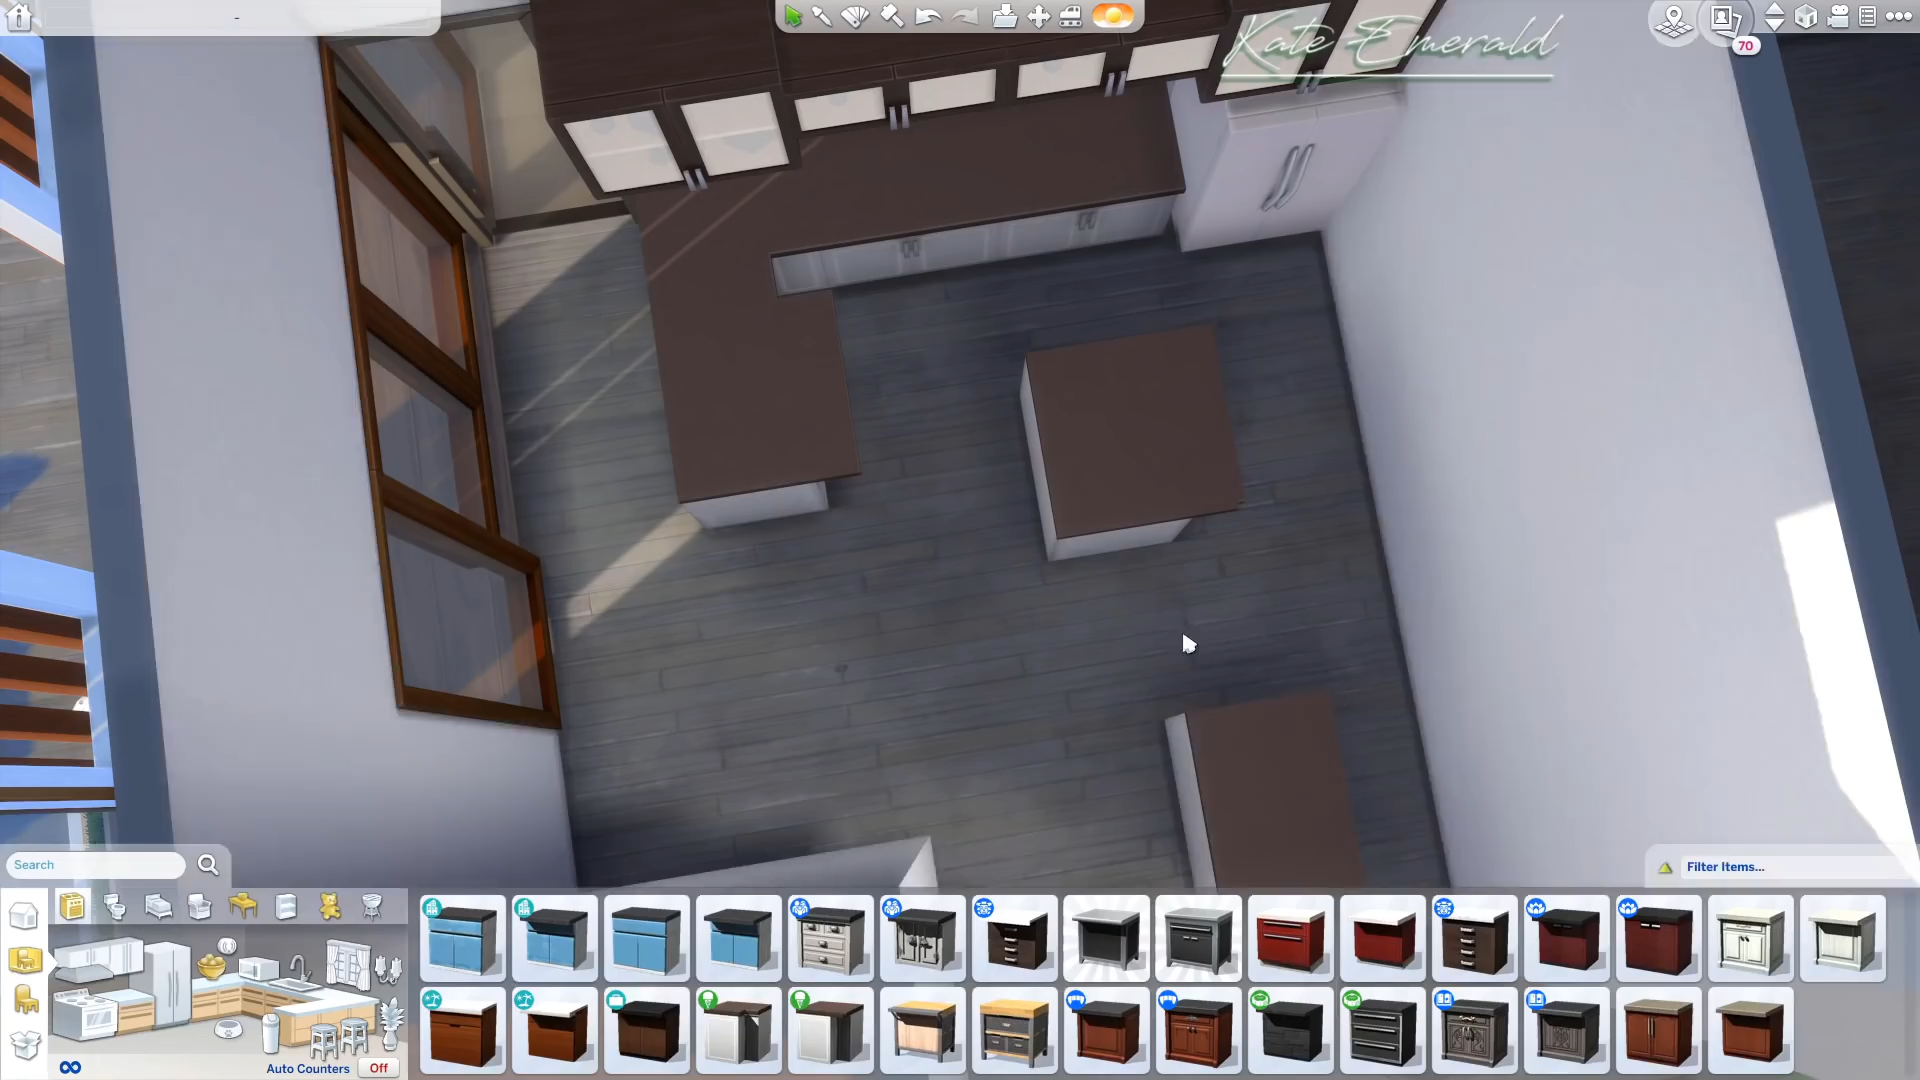 -
Kate Emerald
70
Search
Filter Items...
Auto Counters
Off